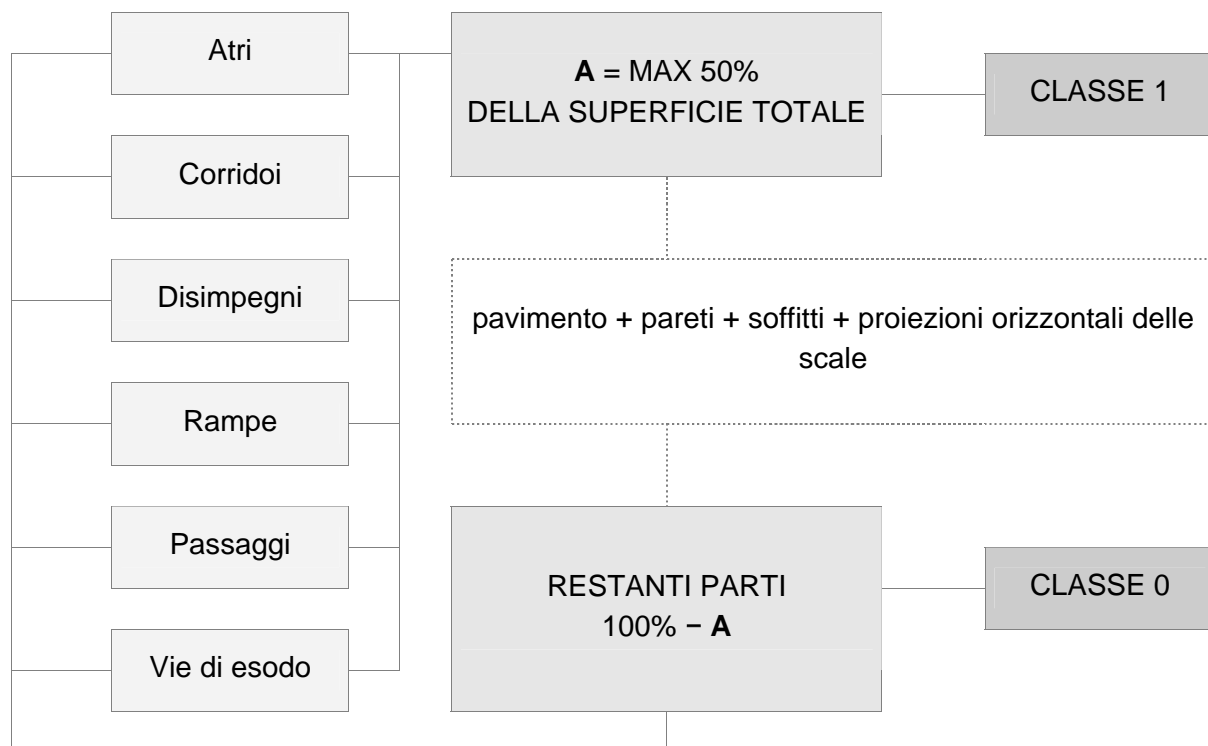 Atri
Corridoi
Disimpegni
Rampe
Passaggi
Vie di esodo
A = MAX 50%
DELLA SUPERFICIE TOTALE
CLASSE 1
pavimento + pareti + soffitti + proiezioni orizzontali delle
scale
RESTANTI PARTI
100% − A
CLASSE 0